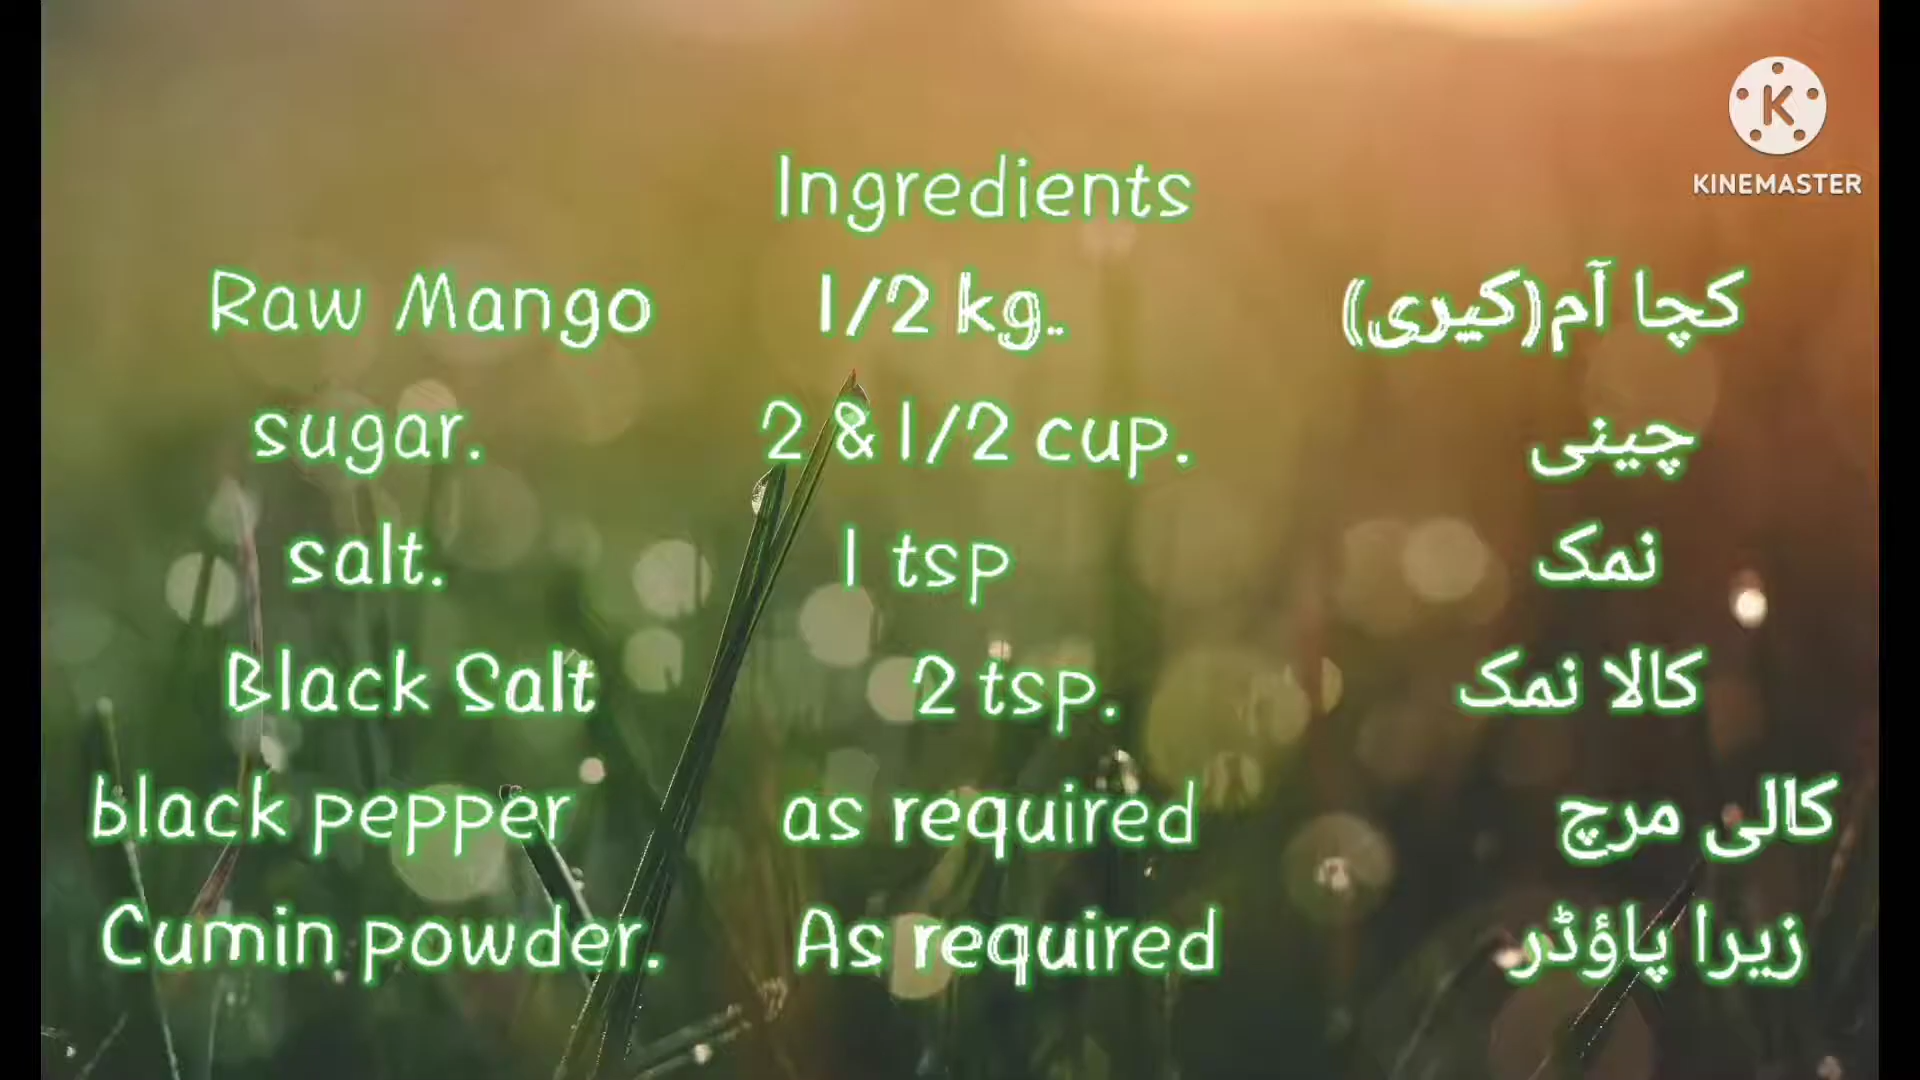 KINEMASTER
Ingredients
Raw Mango 1/2 kg.. کچا آم(کیری)
sugar. 2 & 1/2 cup. چینی
salt. 1 tsp نمک
Black Salt 2 tsp. کالا نمک
black pepper as required کالی مرچ
Cumin powder. As required زیرا پاؤڈر